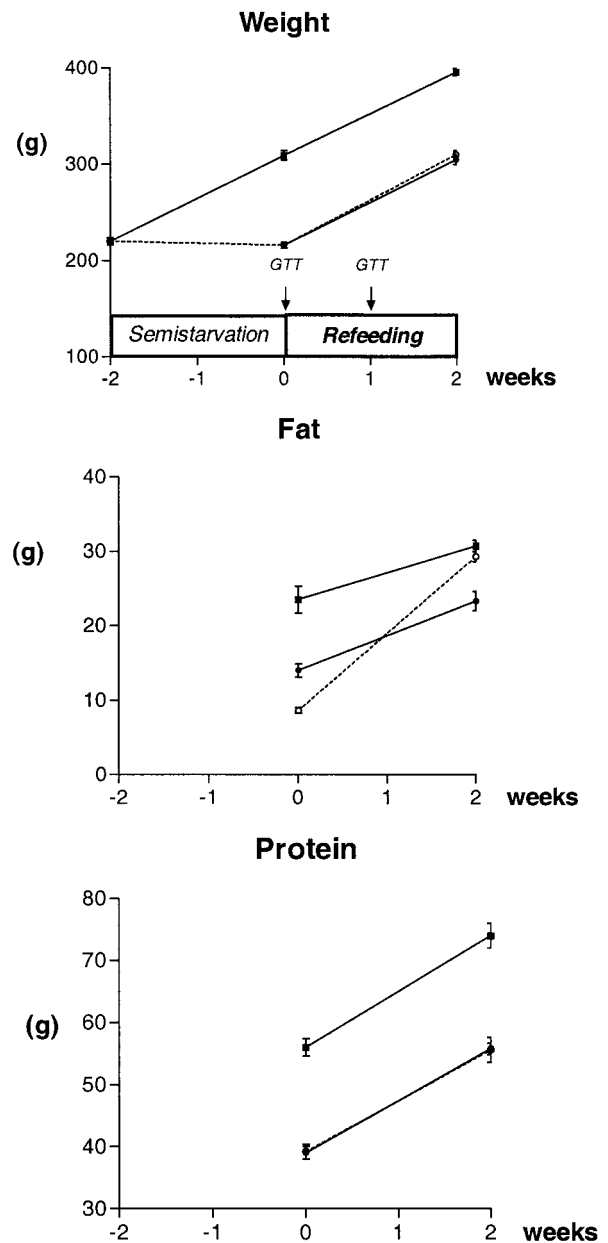 Weight
400
(g)
300
200
GTT GTT
Semistarvation Refeeding
100
-2 -1 0 1 2 weeks
Fat
40
(g)
30
20
10
0
-2 -1 0 1 2 weeks
Protein
80
70
(g)
60
50
40
30
-2 -1 0 1 2 weeks